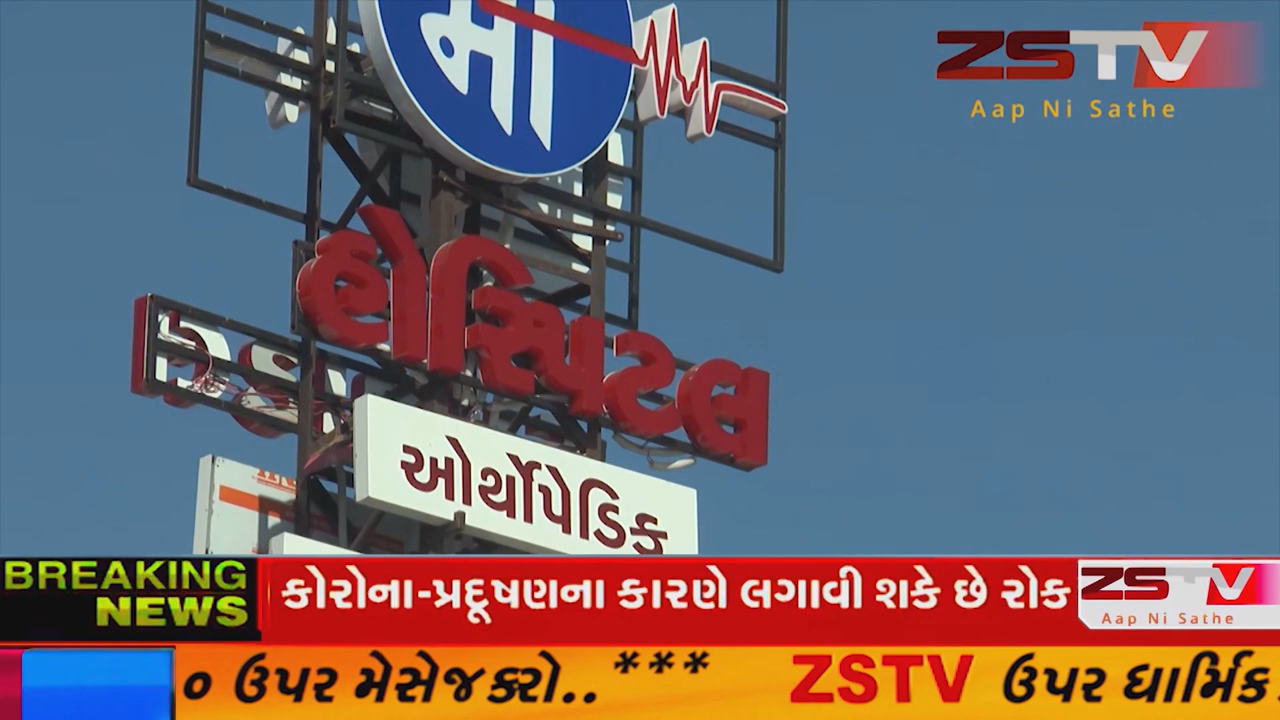 ZSTV
Aap Ni Sathe
માઁ
હોસ્પિટલ
ઓર્થોપેડિક
BREAKING NEWS
કોરોના-પ્રદૂષણના કારણે લગાવી શકે છે રોક
ZSTV
Aap Ni Sathe
૦ ઉપર મેસેજ કરો.. *** ZSTV ઉપર ધાર્મિક